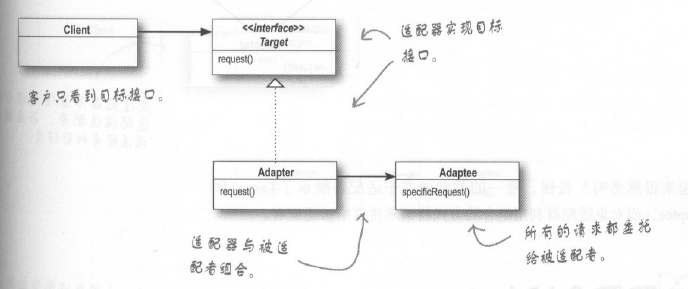 Client
<<interface>>
Target
request()
适配器实现目标
接口。
客户只看到目标接口。
Adapter
request()
Adaptee
specificRequest()
适配器与被适
配者组合。
所有的请求都委托
给被适配者。